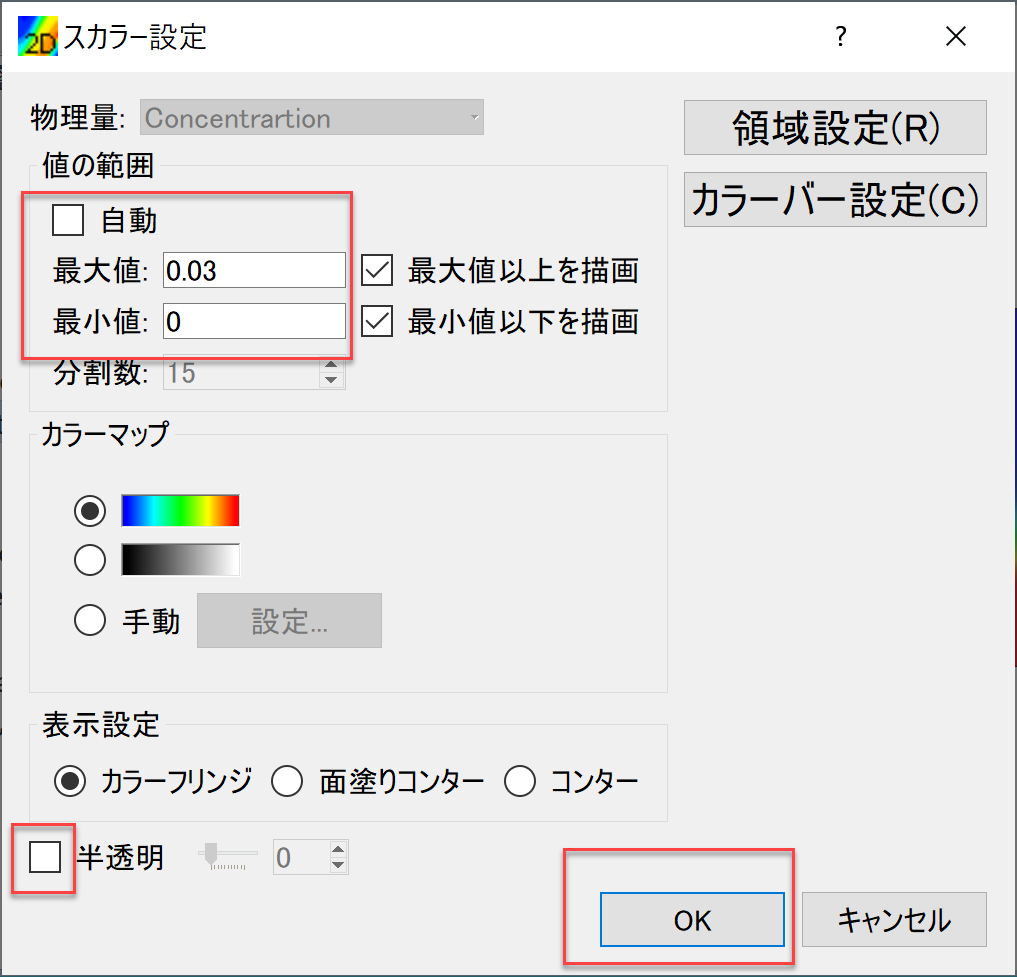 2D スカラー設定 ?
物理量: Concentrartion
領域設定(R)
カラーバー設定(C)
値の範囲
自動
最大値: 0.03 最大値以上を描画
最小値: 0 最小値以下を描画
分割数: 15
カラーマップ
手動 設定...
表示設定
カラーフリンジ 面塗りコンター コンター
半透明 0
OK キャンセル